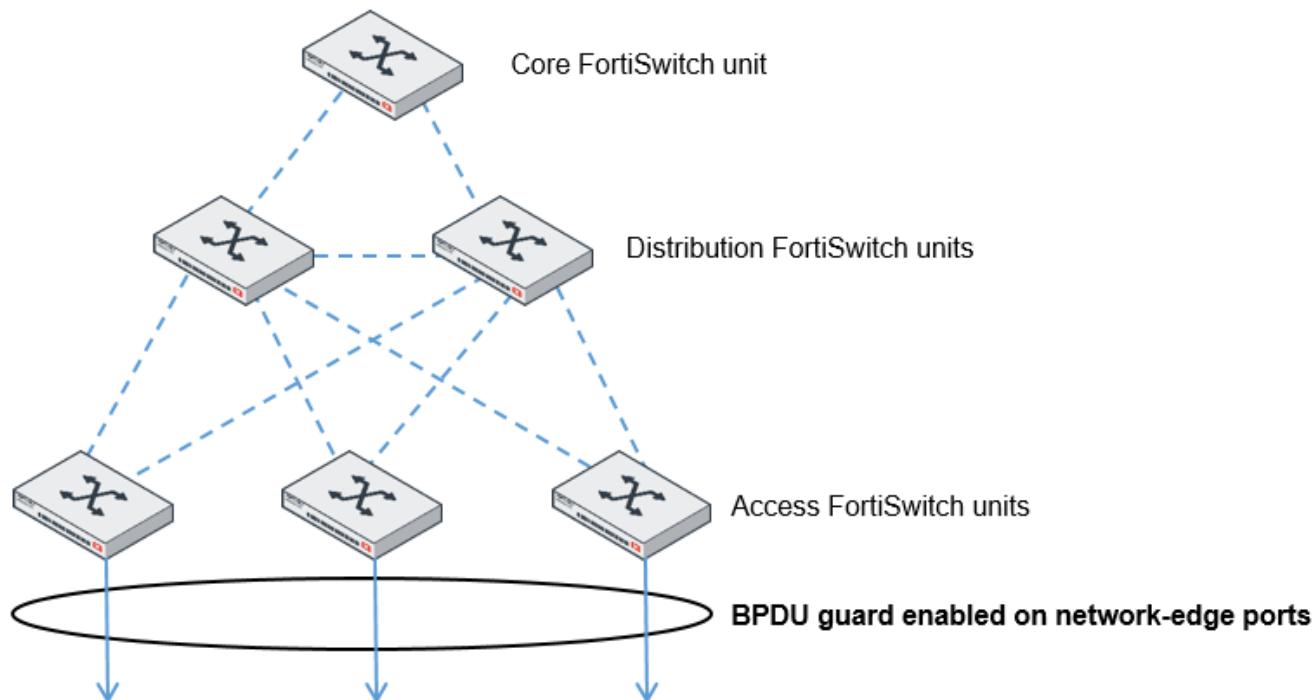 Core FortiSwitch unit
Distribution FortiSwitch units
Access FortiSwitch units
BPDU guard enabled on network-edge ports